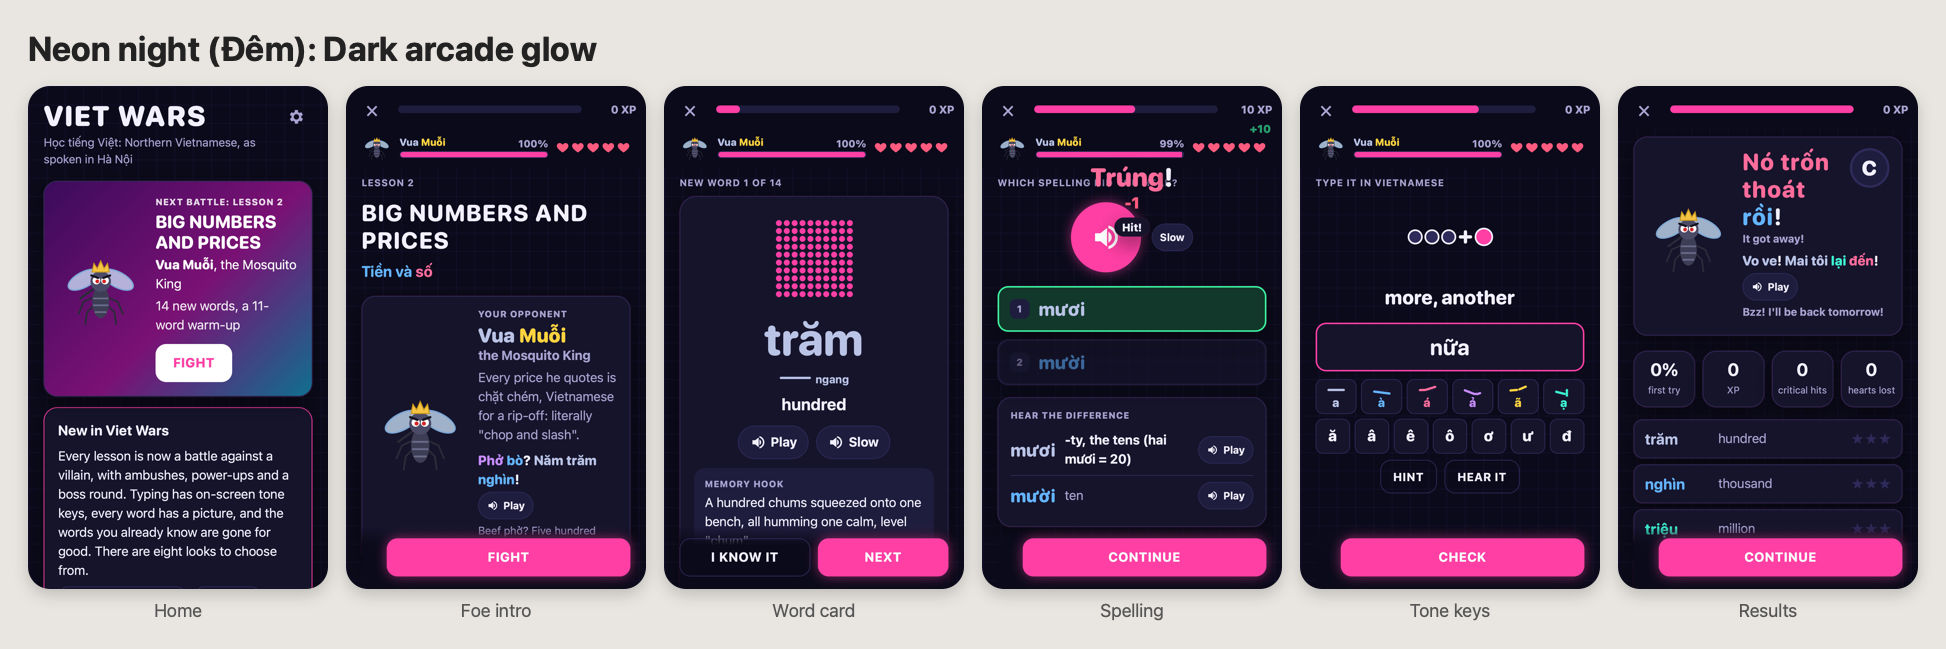 Neon night (Đêm): Dark arcade glow
VIET WARS
Học tiếng Việt: Northern Vietnamese, as
spoken in Hà Nội
NEXT BATTLE: LESSON 2
BIG NUMBERS
AND PRICES
Vua Muỗi, the Mosquito
King
14 new words, a 11-
word warm-up
FIGHT
New in Viet Wars
Every lesson is now a battle against a
villain, with ambushes, power-ups and a
boss round. Typing has on-screen tone
keys, every word has a picture, and the
words you already know are gone for
good. There are eight looks to choose
from.
Home
0 XP
Vua Muỗi
100%
LESSON 2
BIG NUMBERS AND
PRICES
Tiền và số
YOUR OPPONENT
Vua Muỗi
the Mosquito King
Every price he quotes is
chặt chém, Vietnamese
for a rip-off: literally
"chop and slash".
Phở bò? Năm trăm
nghìn!
Play
Beef phở? Five hundred
FIGHT
Foe intro
0 XP
Vua Muỗi
100%
NEW WORD 1 OF 14
trăm
ngang
hundred
Play
Slow
MEMORY HOOK
A hundred chums squeezed onto one
bench, all humming one calm, level
"chum".
I KNOW IT
NEXT
Word card
10 XP
+10
Vua Muỗi
99%
WHICH SPELLING
?
Trúng!
-1
Hit!
Slow
1 mươi
2 mười
HEAR THE DIFFERENCE
mươi
-ty, the tens (hai
mươi = 20)
Play
mười
ten
Play
CONTINUE
Spelling
0 XP
Vua Muỗi
100%
TYPE IT IN VIETNAMESE
more, another
nữa
a à á ả ã ạ
ă â ê ô ơ ư đ
HINT
HEAR IT
CHECK
Tone keys
0 XP
Nó trốn
thoát
rồi!
C
It got away!
Vo ve! Mai tôi lại đến!
Play
Bzz! I'll be back tomorrow!
0%
first try
0
XP
0
critical hits
0
hearts lost
trăm
hundred
nghìn
thousand
triệu
million
CONTINUE
Results